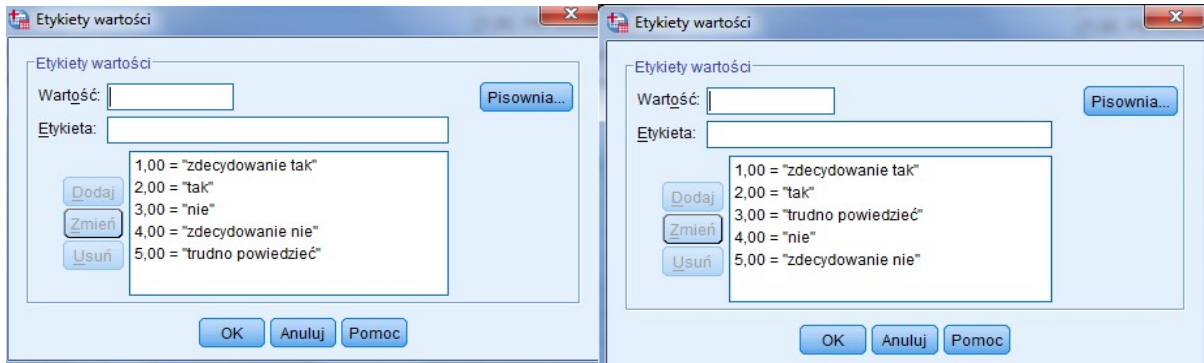 Etykiety wartości
Etykiety wartości
Wartość:
Pisownia...
Etykieta:
1,00 = "zdecydowanie tak"
Dodaj
2,00 = "tak"
3,00 = "nie"
Zmień
4,00 = "zdecydowanie nie"
Usuń
5,00 = "trudno powiedzieć"
OK Anuluj Pomoc
Etykiety wartości
Etykiety wartości
Wartość:
Pisownia...
Etykieta:
1,00 = "zdecydowanie tak"
Dodaj
2,00 = "tak"
3,00 = "trudno powiedzieć"
Zmień
4,00 = "nie"
Usuń
5,00 = "zdecydowanie nie"
OK Anuluj Pomoc